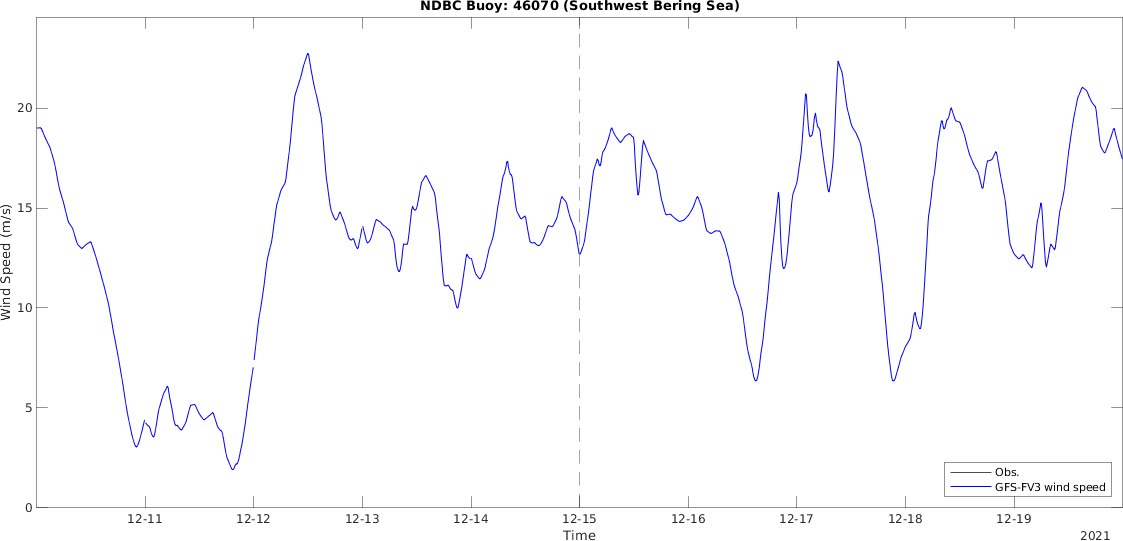 NDBC Buoy: 46070 (Southwest Bering Sea)
Wind Speed (m/s)
20
15
10
5
0
12-11 12-12 12-13 12-14 12-15 12-16 12-17 12-18 12-19
Time
2021
Obs.
GFS-FV3 wind speed